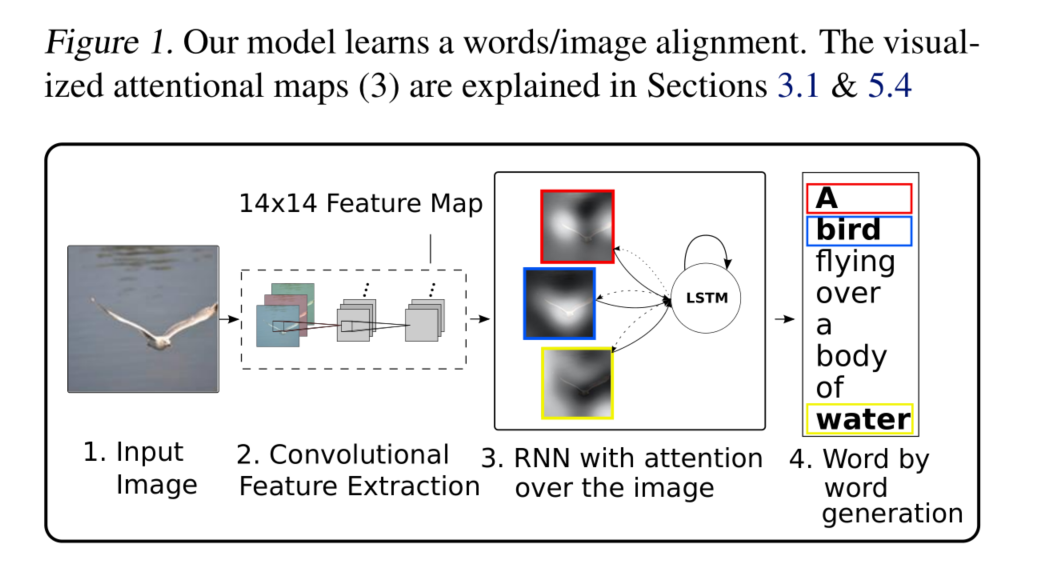 Figure 1. Our model learns a words/image alignment. The visual-
ized attentional maps (3) are explained in Sections 3.1 & 5.4
14x14 Feature Map
LSTM
A
bird
flying
over
a
body
of
water
1. Input
Image
2. Convolutional
Feature Extraction
3. RNN with attention
over the image
4. Word by
word
generation